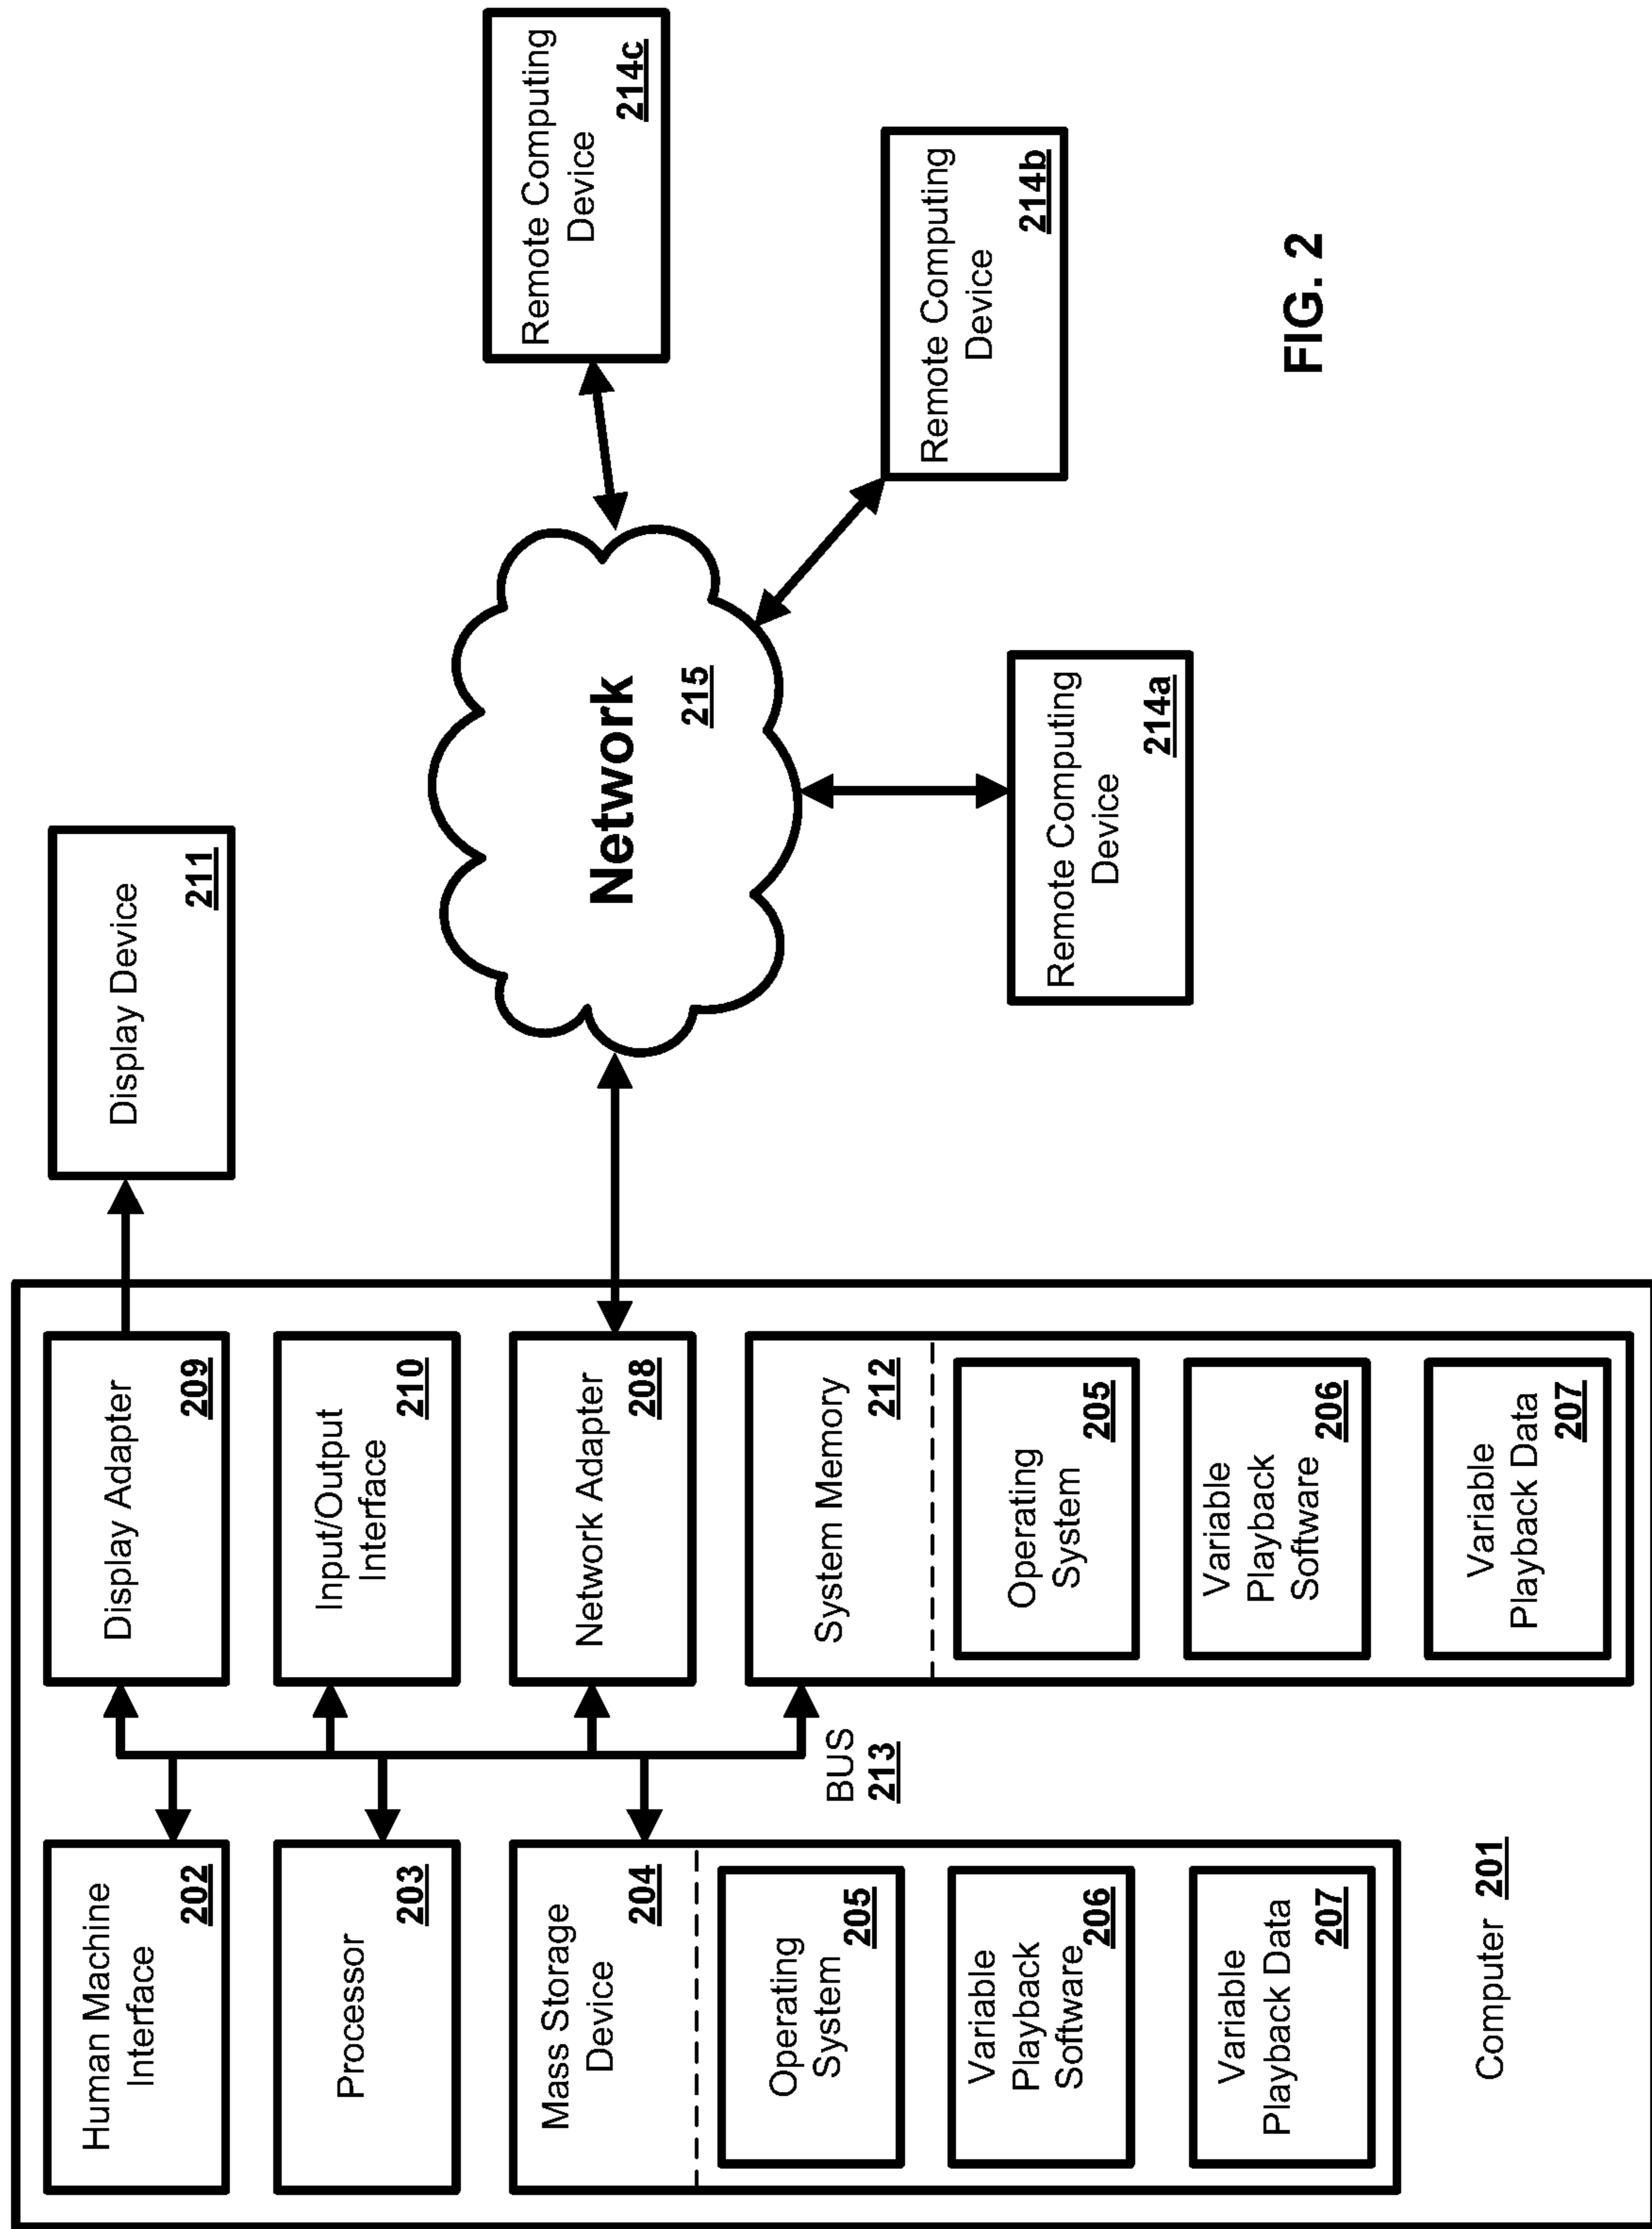 Human Machine
Interface
202
Processor
203
Mass Storage
Device
204
Operating
System
205
Variable
Playback
Software
206
Variable
Playback Data
207
Computer 201
BUS
213
Display Adapter
209
Input/Output
Interface
210
Network Adapter
208
System Memory
212
Operating
System
205
Variable
Playback
Software
206
Variable
Playback Data
207
Display Device
211
Network
215
Remote Computing
Device
214a
Remote Computing
Device
214b
Remote Computing
Device
214c
FIG. 2